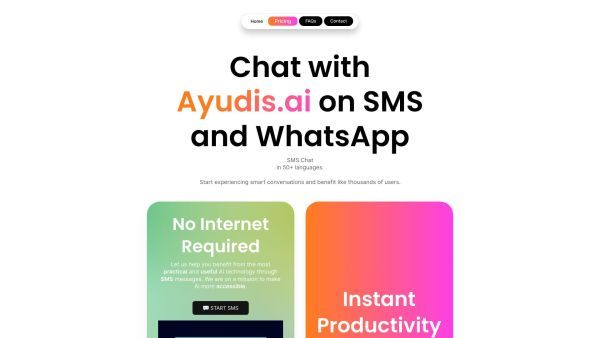 Home Pricing FAQs Contact
Chat with
Ayudis.ai on SMS
and WhatsApp
SMS Chat
in 50+ languages.
Start experiencing smart conversations and benefit like thousands of users.
No Internet
Required
Let us help you benefit from the most
practical and useful AI technology through
SMS messages. We are on a mission to make
AI more accessible.
START SMS
Instant
Productivity